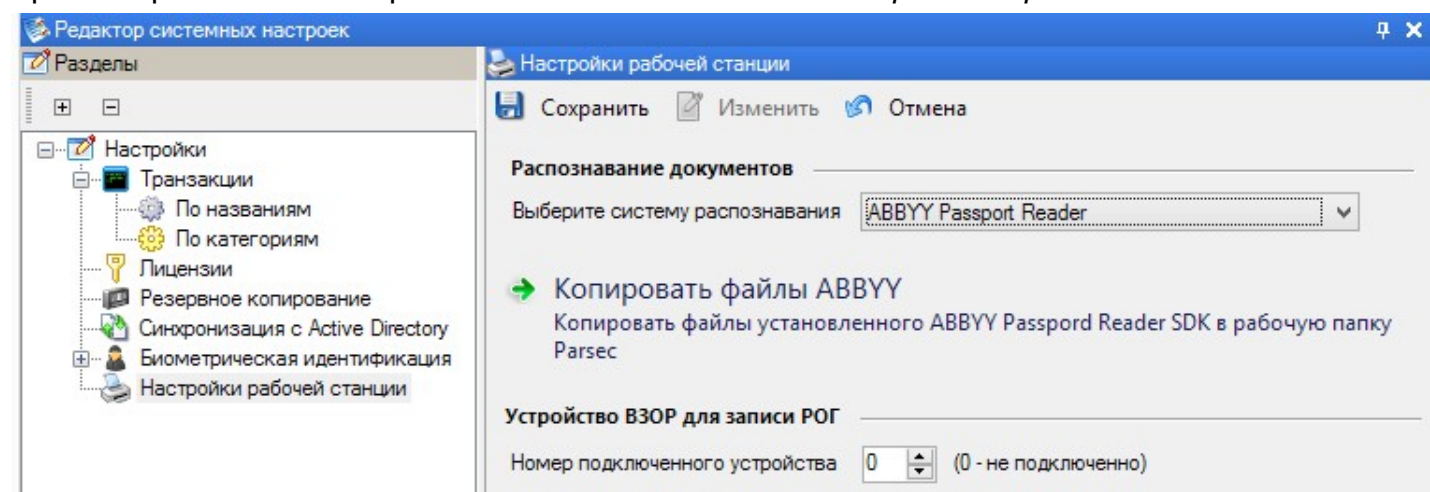 Редактор системных настроек
Разделы
Настройки
Транзакции
По названиям
По категориям
Лицензии
Резервное копирование
Синхронизация с Active Directory
Биометрическая идентификация
Настройки рабочей станции
Настройки рабочей станции
Сохранить Изменить Отмена
Распознавание документов
Выберите систему распознавания ABBYY Passport Reader
Копировать файлы ABBYY
Копировать файлы установленного ABBYY Passpord Reader SDK в рабочую папку
Parsec
Устройство ВЗОР для записи РОГ
Номер подключенного устройства 0 (0 - не подключенно)